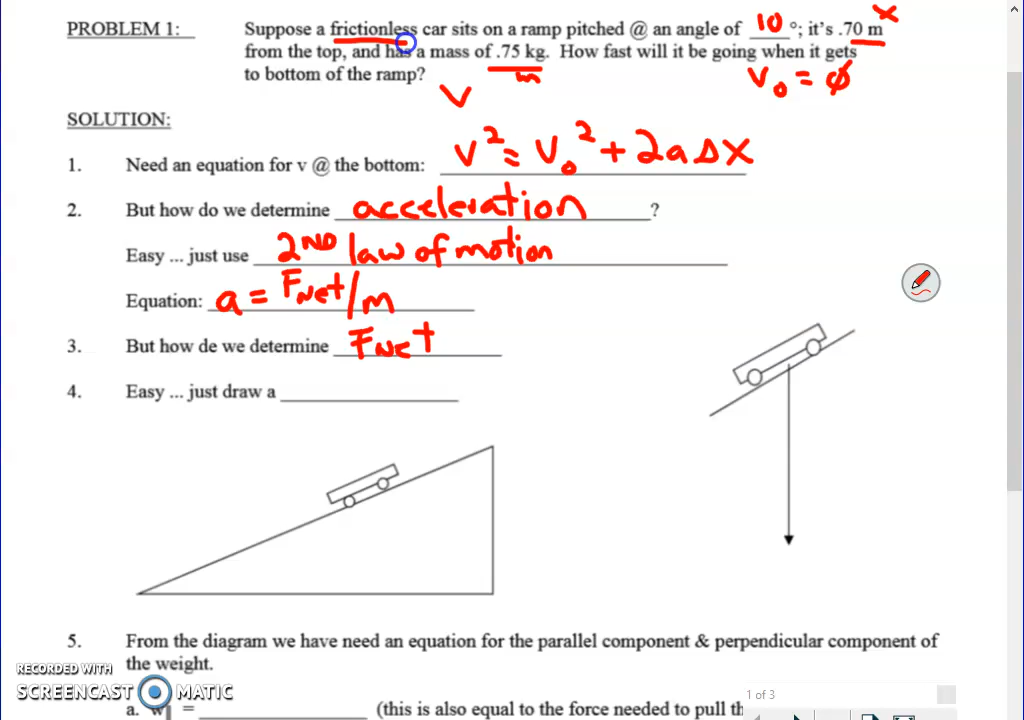 PROBLEM 1: Suppose a frictionless car sits on a ramp pitched @ an angle of 10 °; it's .70 m x
from the top, and has a mass of .75 kg. How fast will it be going when it gets
to bottom of the ramp? m v₀ = ∅
v
SOLUTION:
1. Need an equation for v @ the bottom: v² = v₀² + 2a Δx
2. But how do we determine acceleration ?
Easy ... just use 2ND law of motion
Equation: a = FNet/m
3. But how de we determine FNet
4. Easy ... just draw a
5. From the diagram we have need an equation for the parallel component & perpendicular component of
the weight.
RECORDED WITH
SCREENCAST MATIC
1 of 3
a. w|| = (this is also equal to the force needed to pull th